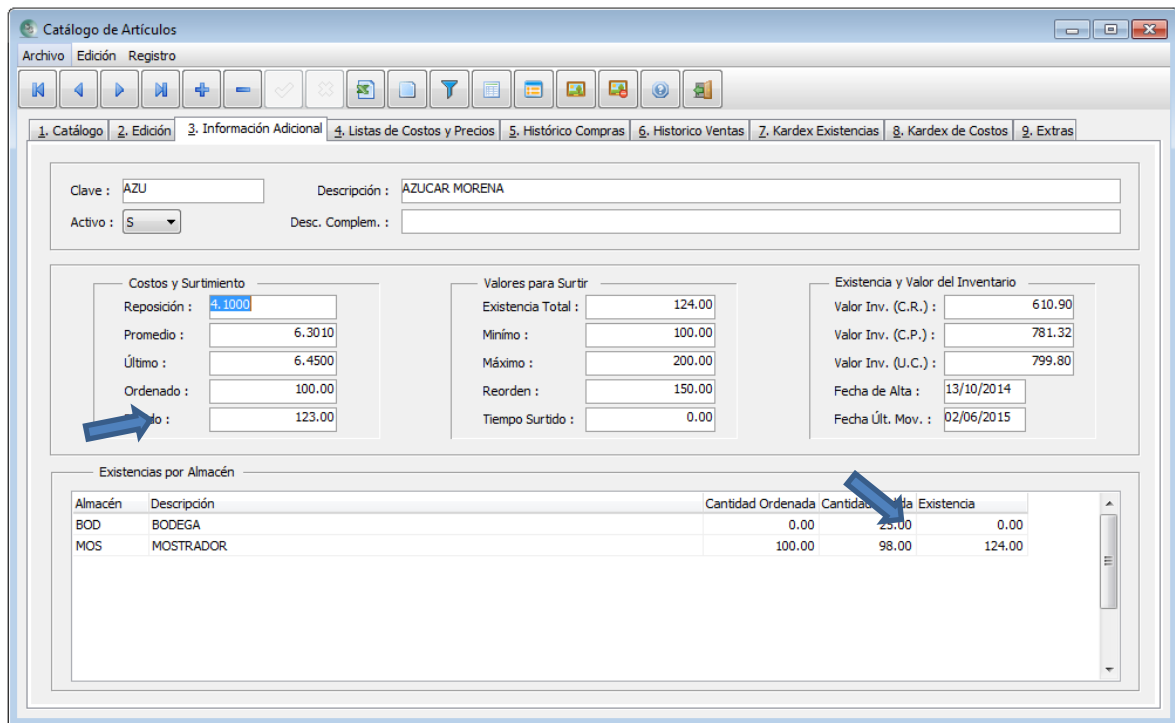 Catálogo de Artículos
Archivo Edición Registro
1. Catálogo 2. Edición 3. Información Adicional 4. Listas de Costos y Precios 5. Histórico Compras 6. Historico Ventas 7. Kardex Existencias 8. Kardex de Costos 9. Extras
Clave : AZU Descripción : AZUCAR MORENA
Activo : S Desc. Complem. :
Costos y Surtimiento Valores para Surtir Existencia y Valor del Inventario
Reposición : 4.1000 Existencia Total : 124.00 Valor Inv. (C.R.) : 610.90
Promedio : 6.3010 Minímo : 100.00 Valor Inv. (C.P.) : 781.32
Último : 6.4500 Máximo : 200.00 Valor Inv. (U.C.) : 799.80
Ordenado : 100.00 Reorden : 150.00 Fecha de Alta : 13/10/2014
123.00 Tiempo Surtido : 0.00 Fecha Últ. Mov. : 02/06/2015
Existencias por Almacén
Almacén Descripción Cantidad Ordenada Existencia
BOD BODEGA 0.00 25.00 0.00
MOS MOSTRADOR 100.00 98.00 124.00